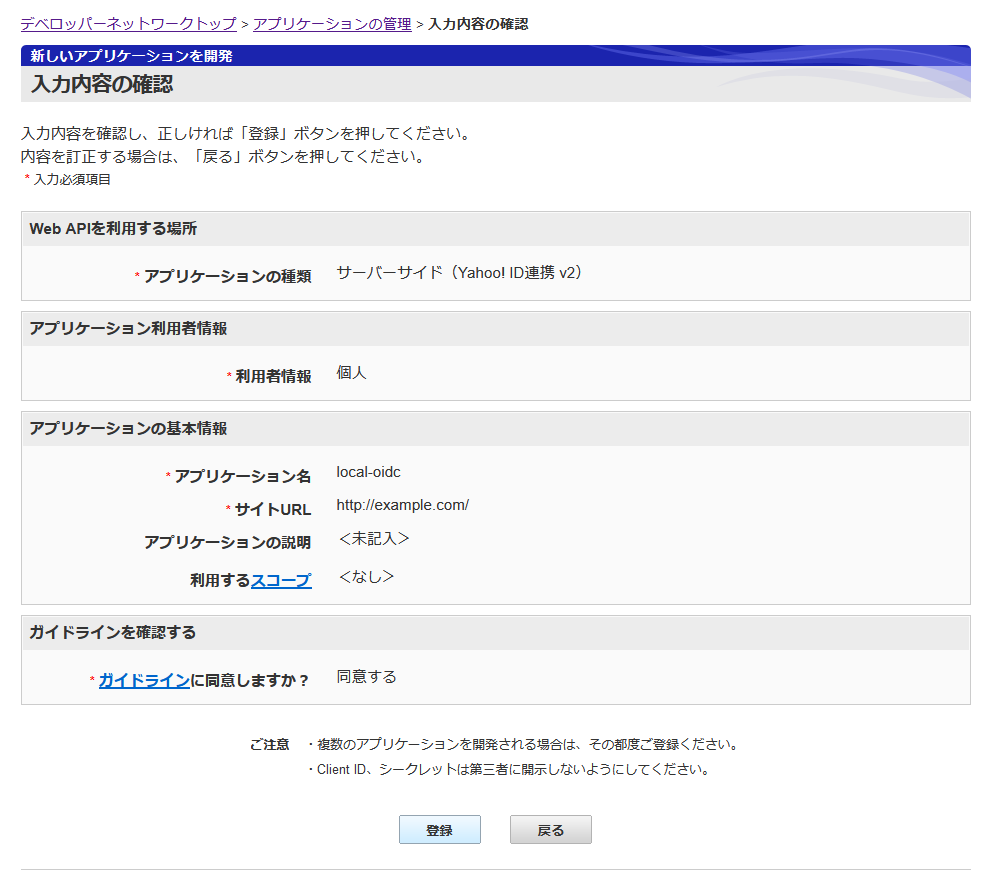 デベロッパーネットワークトップ > アプリケーションの管理 > 入力内容の確認
新しいアプリケーションを開発
入力内容の確認
入力内容を確認し、正しければ「登録」ボタンを押してください。
内容を訂正する場合は、「戻る」ボタンを押してください。
* 入力必須項目
Web APIを利用する場所
* アプリケーションの種類 サーバーサイド（Yahoo! ID連携 v2）
アプリケーション利用者情報
* 利用者情報 個人
アプリケーションの基本情報
* アプリケーション名 local-oidc
* サイトURL http://example.com/
アプリケーションの説明 ＜未記入＞
利用するスコープ ＜なし＞
ガイドラインを確認する
* ガイドラインに同意しますか？ 同意する
ご注意 ・複数のアプリケーションを開発される場合は、その都度ご登録ください。
・Client ID、シークレットは第三者に開示しないようにしてください。
登録 戻る